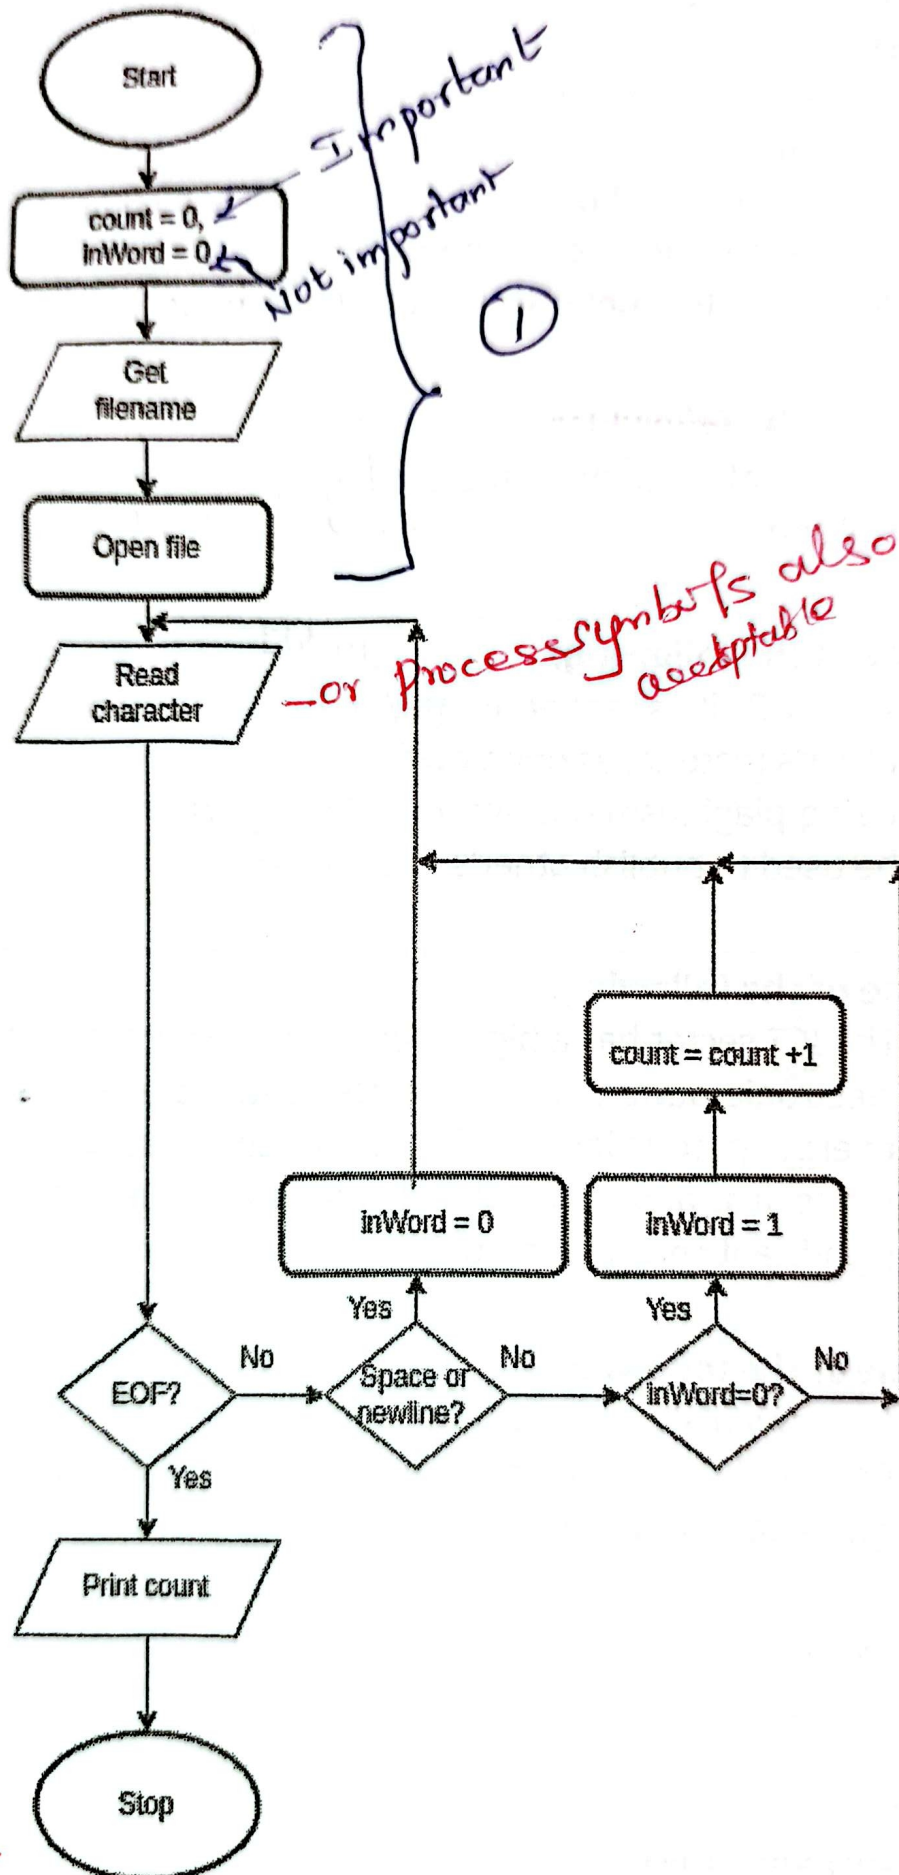 Start
Important
count = 0,
inWord = 0
Not important
1
Get
filename
Open file
Read
character
or Process symbol is also
acceptable
count = count +1
inWord = 0
inWord = 1
Yes
Yes
EOF?
No
Space or
newline?
No
inWord=0?
No
Yes
Print count
Stop